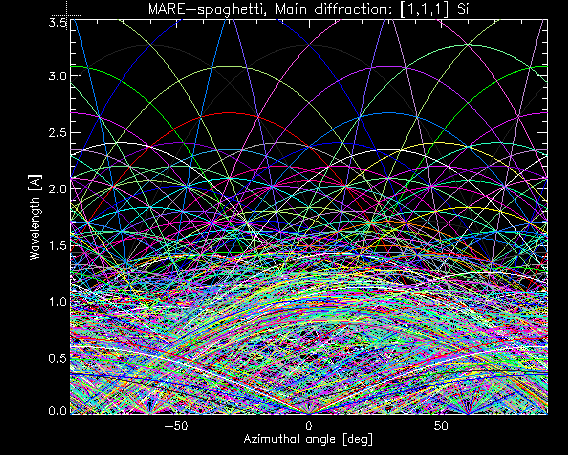 MARE-spaghetti, Main diffraction: [1,1,1] Si
3.5
3.0
2.5
2.0
1.5
1.0
0.5
0.0
Wavelength [A]
-50 0 50
Azimuthal angle [deg]